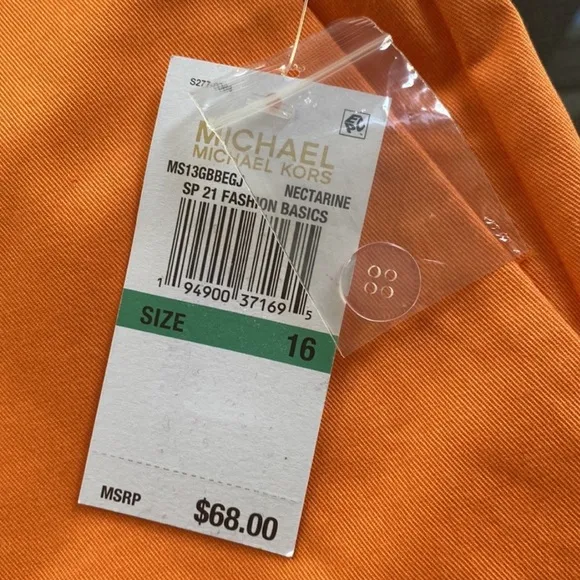 MICHAEL
MICHAEL KORS
MS13GBBEGJ NECTARINE
SP 21 FASHION BASICS
1 94900 37169 5
SIZE 16
MSRP $68.00